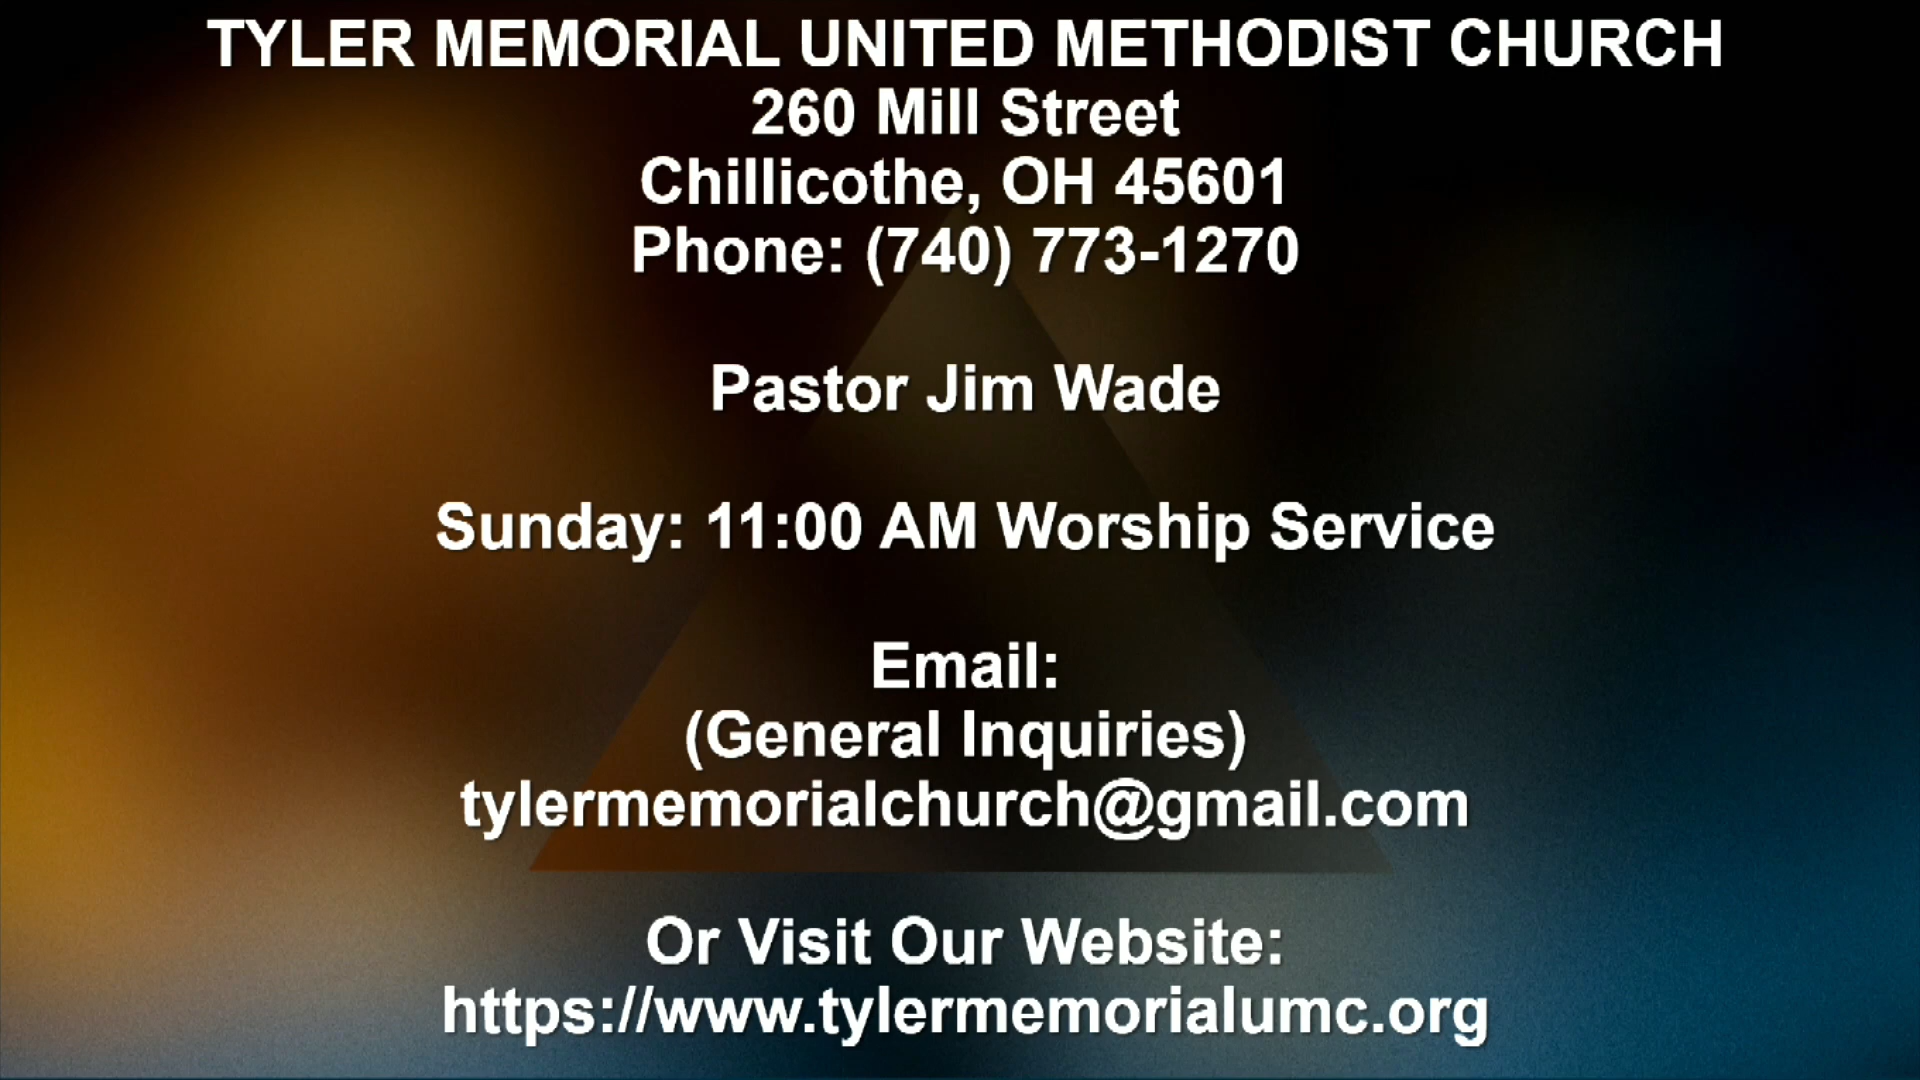 TYLER MEMORIAL UNITED METHODIST CHURCH
260 Mill Street
Chillicothe, OH 45601
Phone: (740) 773-1270
Pastor Jim Wade
Sunday: 11:00 AM Worship Service
Email:
(General Inquiries)
tylermemorialchurch@gmail.com
Or Visit Our Website:
https://www.tylermemorialumc.org